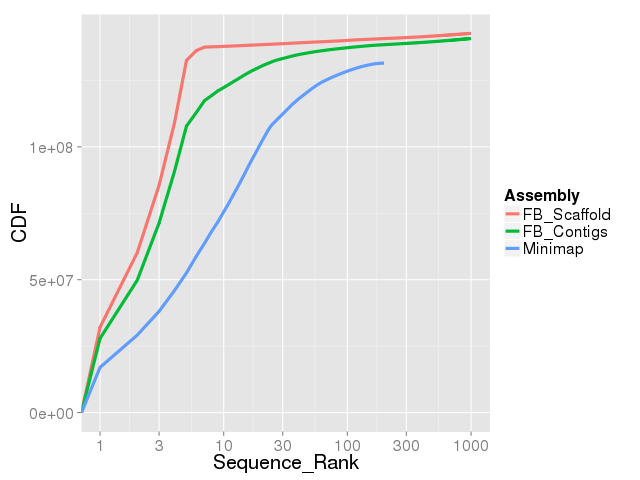 CDF
1e+08
5e+07
0e+00
1 3 10 30 100 300 1000
Sequence_Rank
Assembly
FB_Scaffold
FB_Contigs
Minimap